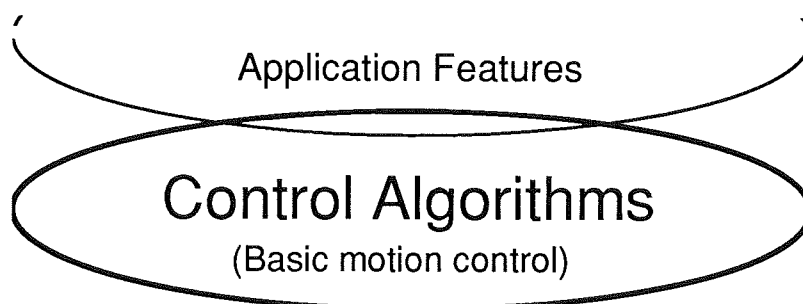 Application Features
Control Algorithms
(Basic motion control)